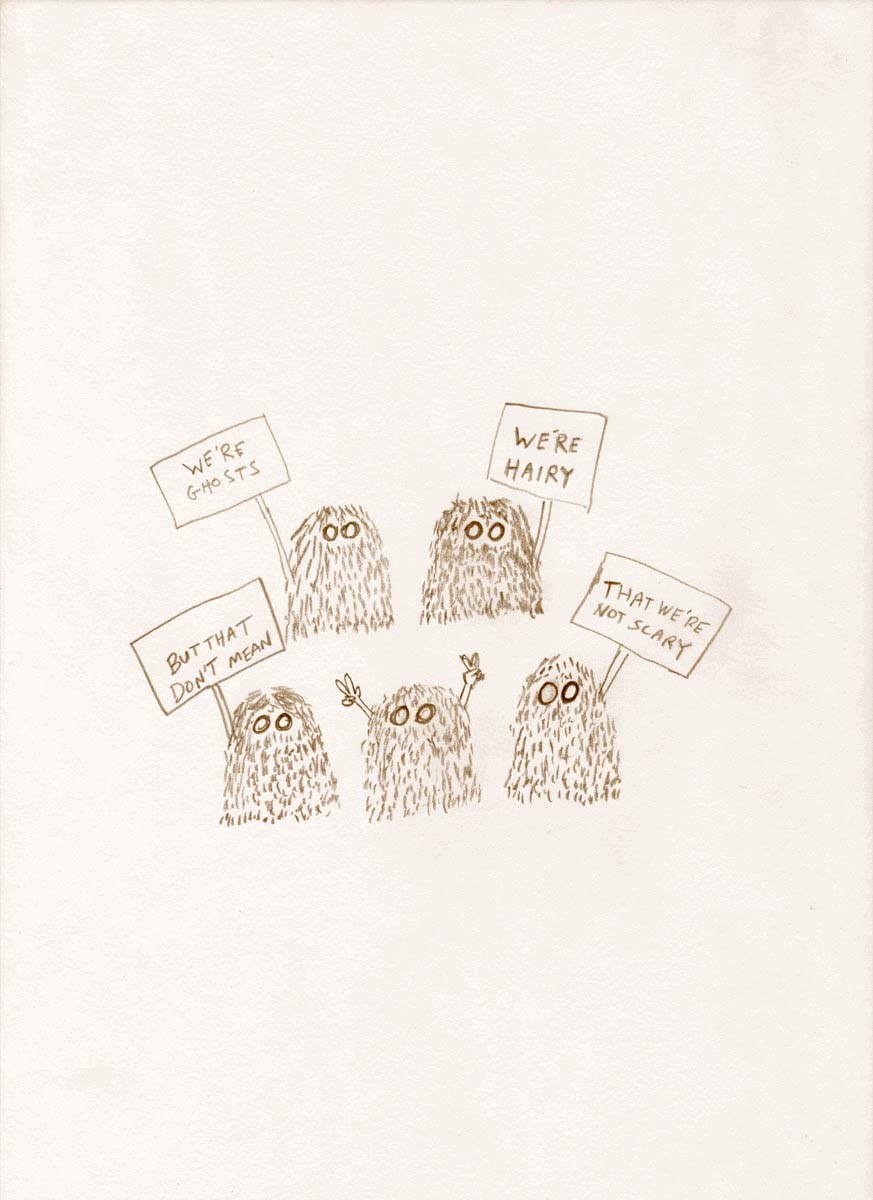 WE'RE
GHOSTS
WE'RE
HAIRY
BUT THAT
DON'T MEAN
THAT WE'RE
NOT SCARY